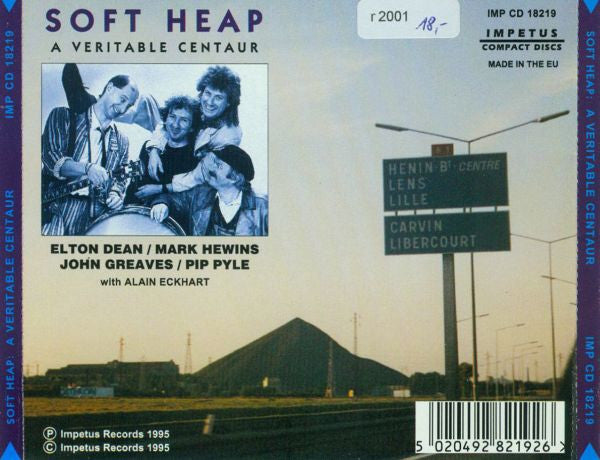 SOFT HEAP
A VERITABLE CENTAUR
r 2001 18,-
IMP CD 18219
IMPETUS
COMPACT DISCS
MADE IN THE EU
HENIN-Bt-CENTRE
LENS
LILLE
CARVIN
LIBERCOURT
ELTON DEAN / MARK HEWINS
JOHN GREAVES / PIP PYLE
with ALAIN ECKHART
Ⓟ Impetus Records 1995
© Impetus Records 1995
5 020492 821926 >
SOFT HEAP: A VERITABLE CENTAUR IMP CD 18219
SOFT HEAP: A VERITABLE CENTAUR IMP CD 18219